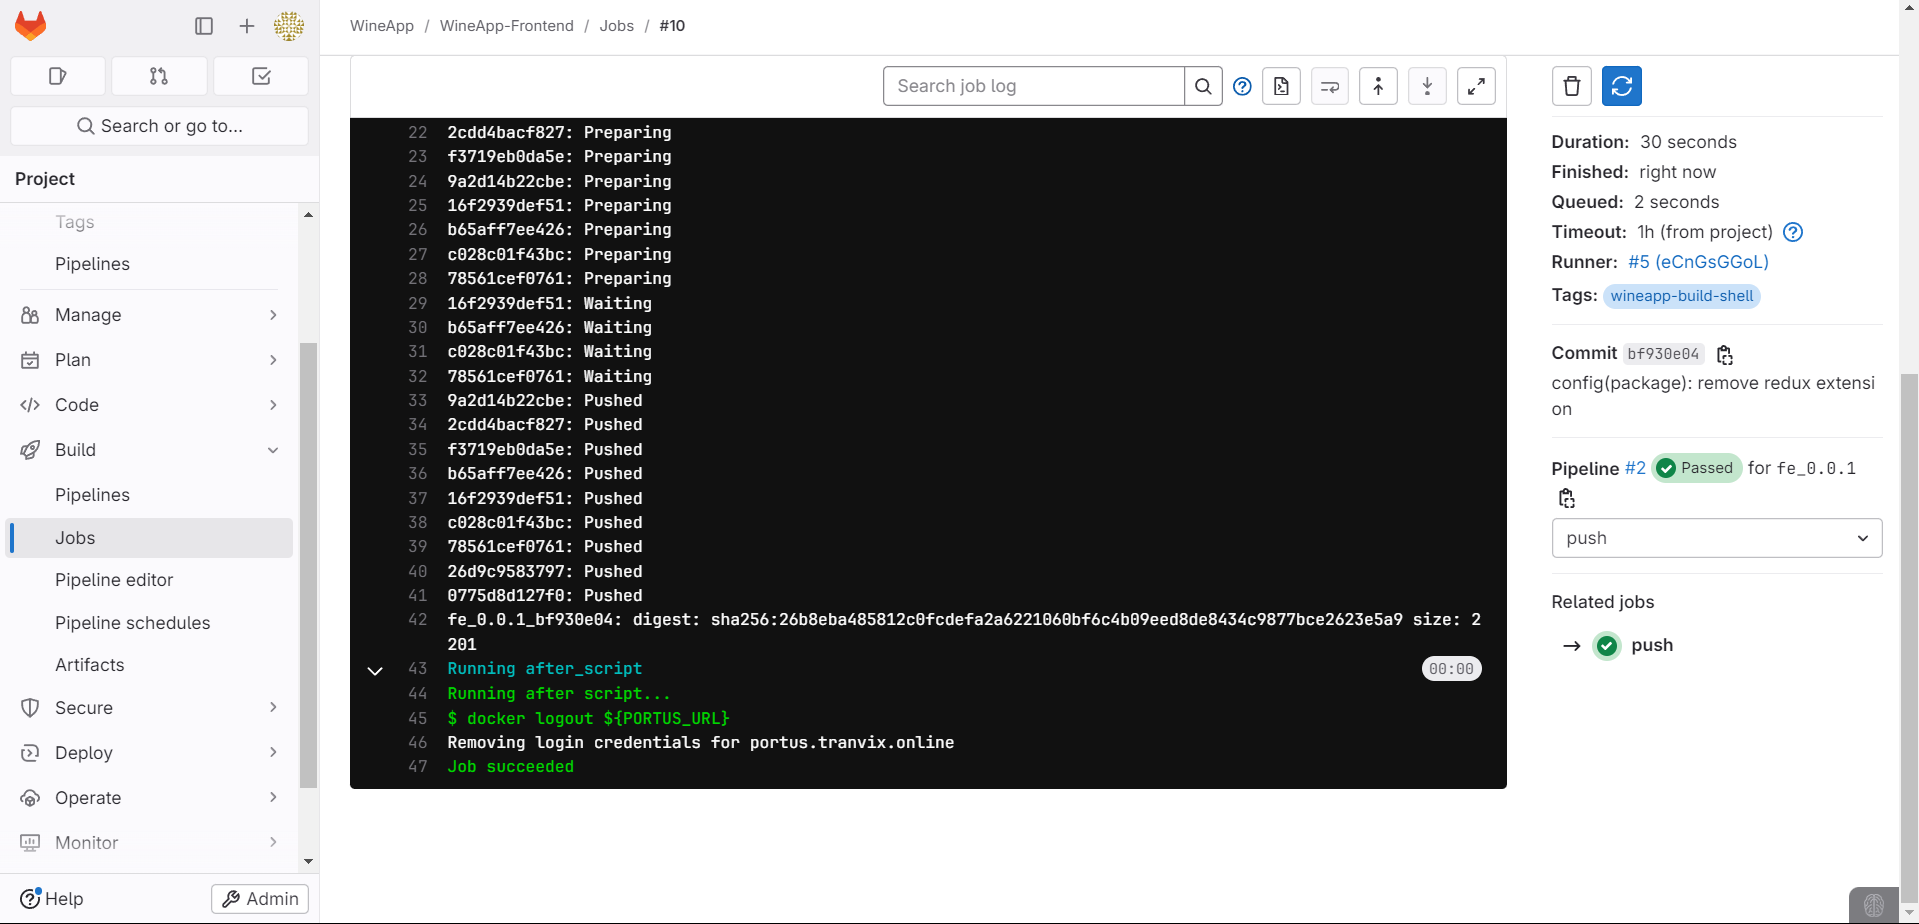 WineApp / WineApp-Frontend / Jobs / #10
Search or go to...
Project
Tags
Pipelines
Manage
Plan
Code
Build
Pipelines
Jobs
Pipeline editor
Pipeline schedules
Artifacts
Secure
Deploy
Operate
Monitor
Help
Admin
Search job log
22 2cdd4bacf827: Preparing
23 f3719eb0da5e: Preparing
24 9a2d14b22cbe: Preparing
25 16f2939def51: Preparing
26 b65aff7ee426: Preparing
27 c028c01f43bc: Preparing
28 78561cef0761: Preparing
29 16f2939def51: Waiting
30 b65aff7ee426: Waiting
31 c028c01f43bc: Waiting
32 78561cef0761: Waiting
33 9a2d14b22cbe: Pushed
34 2cdd4bacf827: Pushed
35 f3719eb0da5e: Pushed
36 b65aff7ee426: Pushed
37 16f2939def51: Pushed
38 c028c01f43bc: Pushed
39 78561cef0761: Pushed
40 26d9c9583797: Pushed
41 0775d8d127f0: Pushed
42 fe_0.0.1_bf930e04: digest: sha256:26b8eba485812c0fcdefa2a6221060bf6c4b09eed8de8434c9877bce2623e5a9 size: 2
201
43 Running after_script 00:00
44 Running after script...
45 $ docker logout ${PORTUS_URL}
46 Removing login credentials for portus.tranvix.online
47 Job succeeded
Duration: 30 seconds
Finished: right now
Queued: 2 seconds
Timeout: 1h (from project)
Runner: #5 (eCnGsGGoL)
Tags: wineapp-build-shell
Commit bf930e04
config(package): remove redux extensi
on
Pipeline #2 Passed for fe_0.0.1
push
Related jobs
→ push